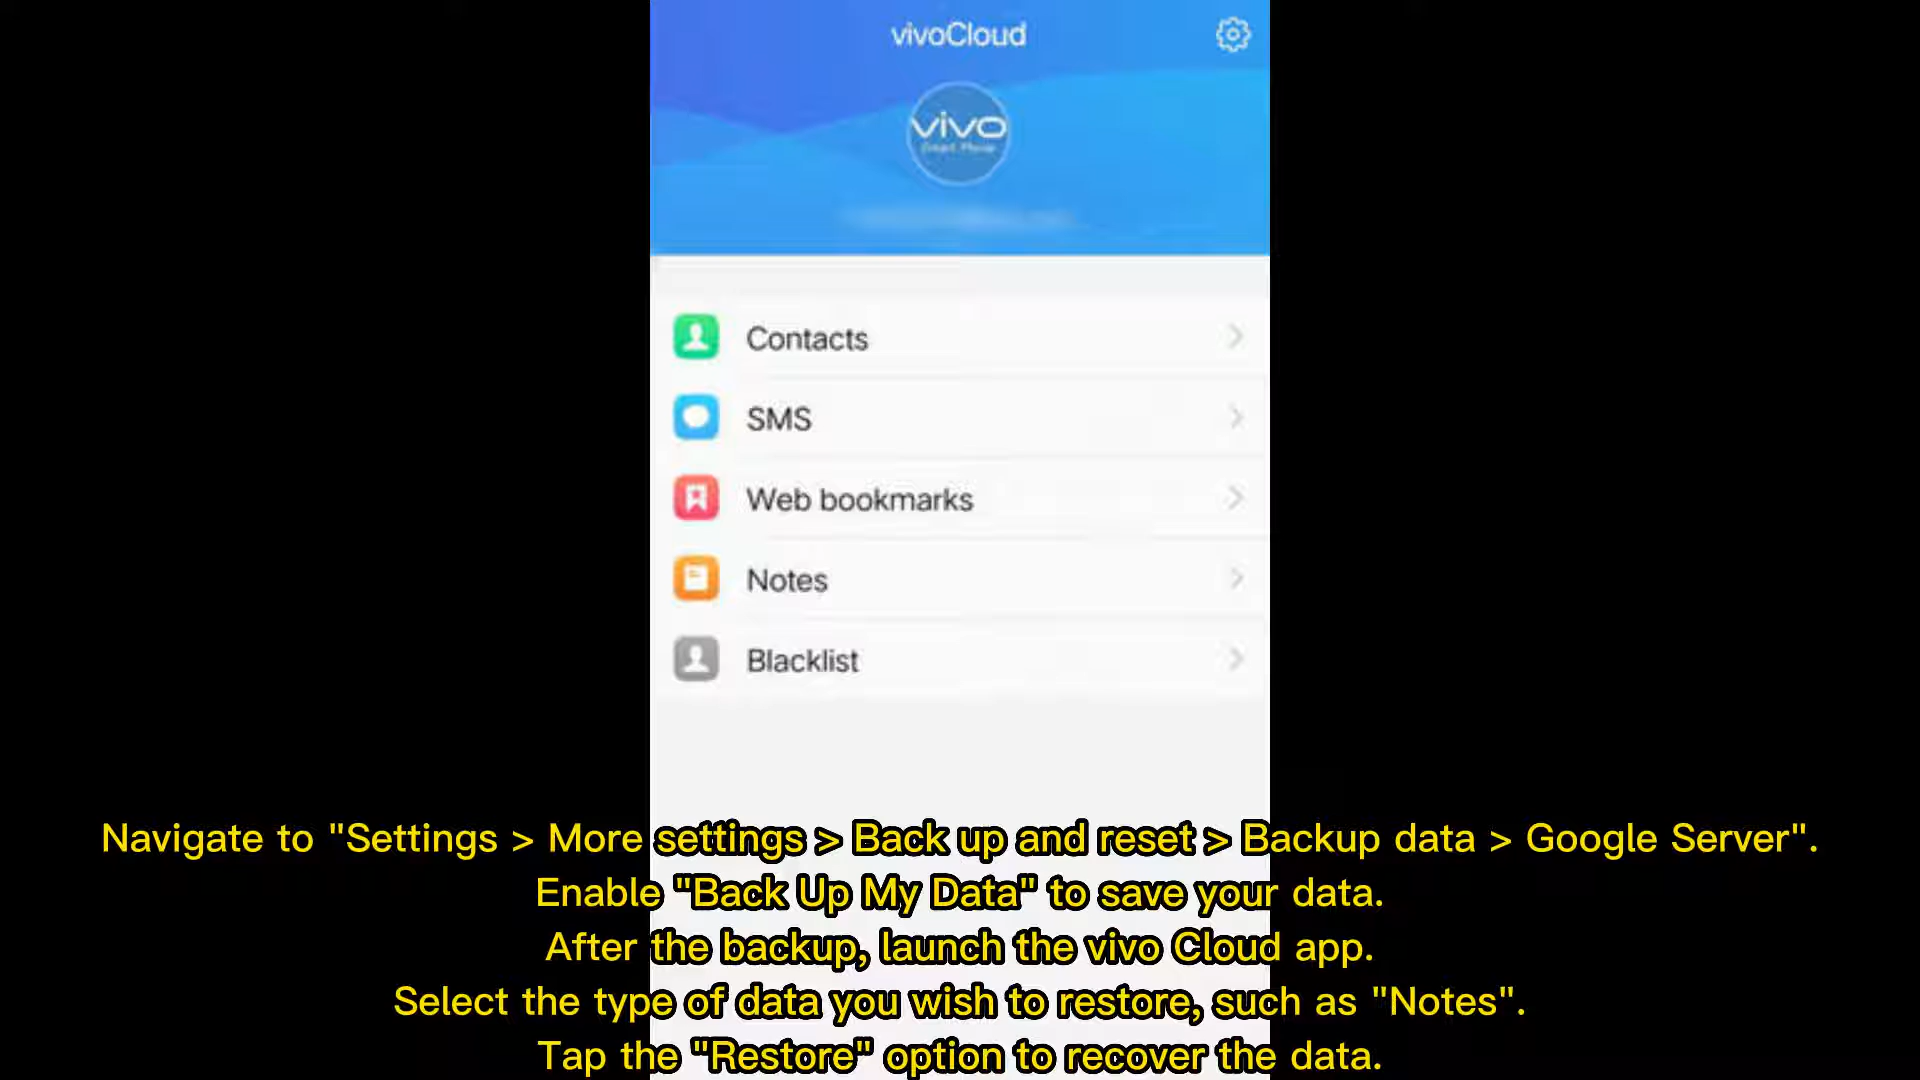 vivoCloud
vivo
Smart Phone
Contacts
SMS
Web bookmarks
Notes
Blacklist
Navigate to "Settings > More settings > Back up and reset > Backup data > Google Server".
Enable "Back Up My Data" to save your data.
After the backup, launch the vivo Cloud app.
Select the type of data you wish to restore, such as "Notes".
Tap the "Restore" option to recover the data.